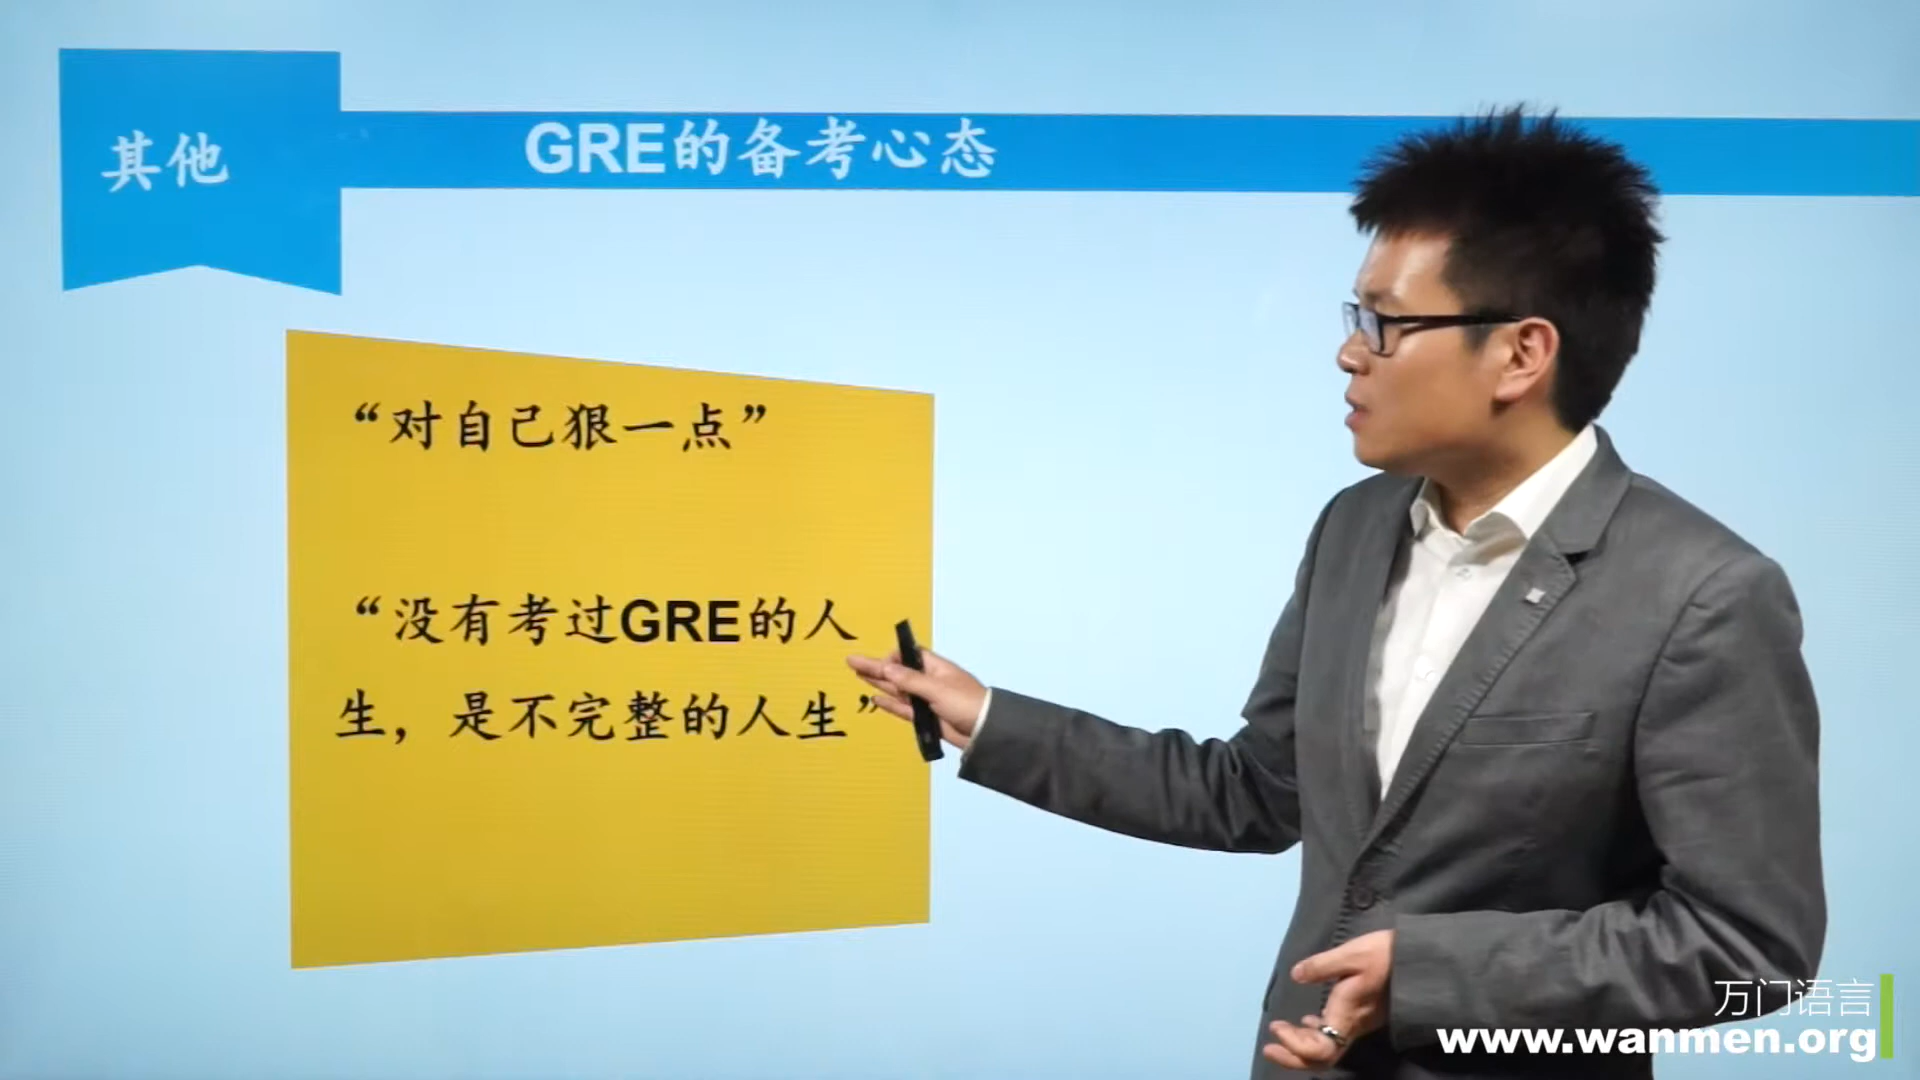 其他
GRE的备考心态
“对自己狠一点”
“没有考过GRE的人
生，是不完整的人生”
万门语言
www.wanmen.org